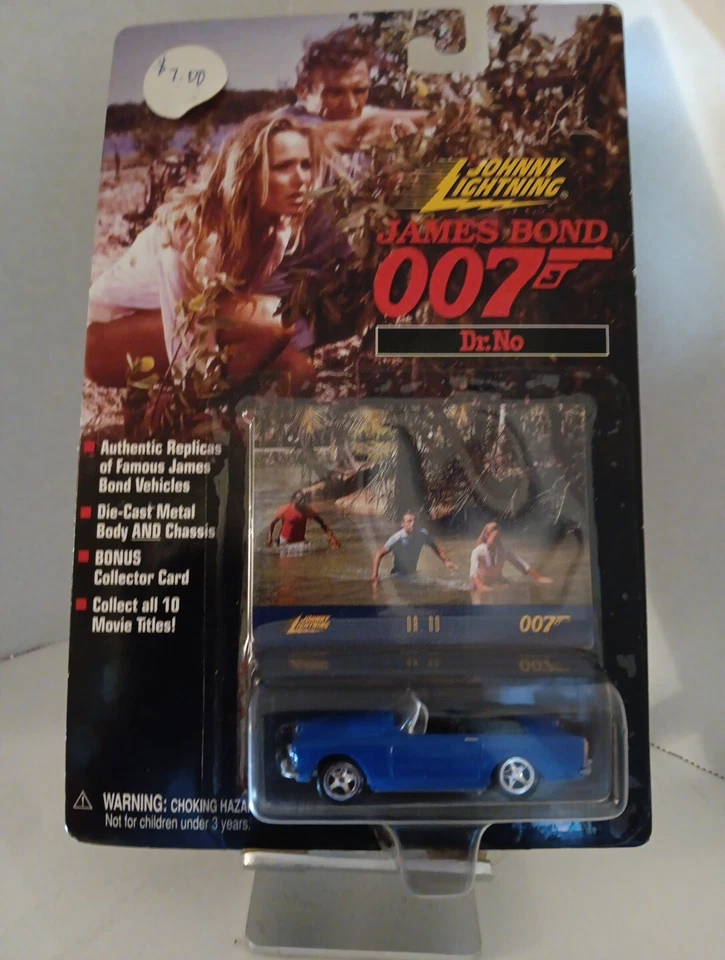 $7.00
JOHNNY
LIGHTNING®
JAMES BOND
007
Dr. No
Authentic Replicas
of Famous James
Bond Vehicles
Die-Cast Metal
Body AND Chassis
BONUS
Collector Card
Collect all 10
Movie Titles!
JOHNNY
LIGHTNING
007
WARNING: CHOKING HAZA
Not for children under 3 years.